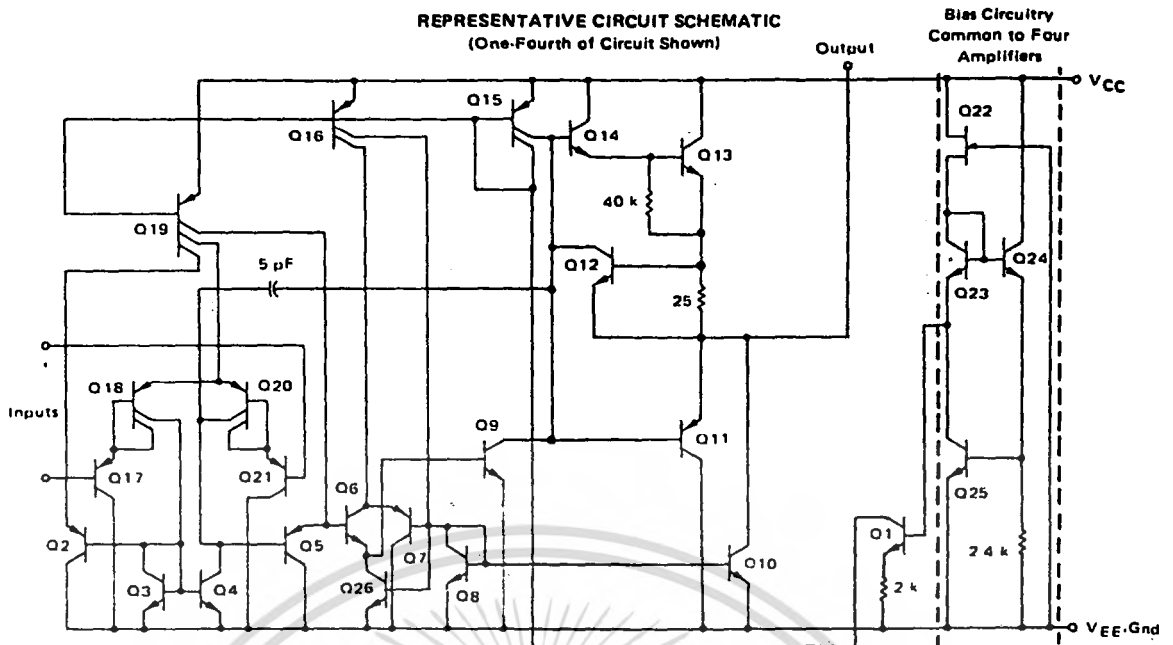 REPRESENTATIVE CIRCUIT SCHEMATIC
(One-Fourth of Circuit Shown)
Bias Circuitry
Common to Four
Amplifiers
Output
VCC
Q15
Q22
Q16
Q14
Q13
40 k
Q19
Q12
Q24
Q23
5 pF
25
Q18
Q20
Inputs
Q9
Q11
Q17
Q21
Q6
Q25
Q2
Q5
Q7
Q1
Q10
2.4 k
Q3
Q4
Q26
Q8
2 k
VEE.Gnd